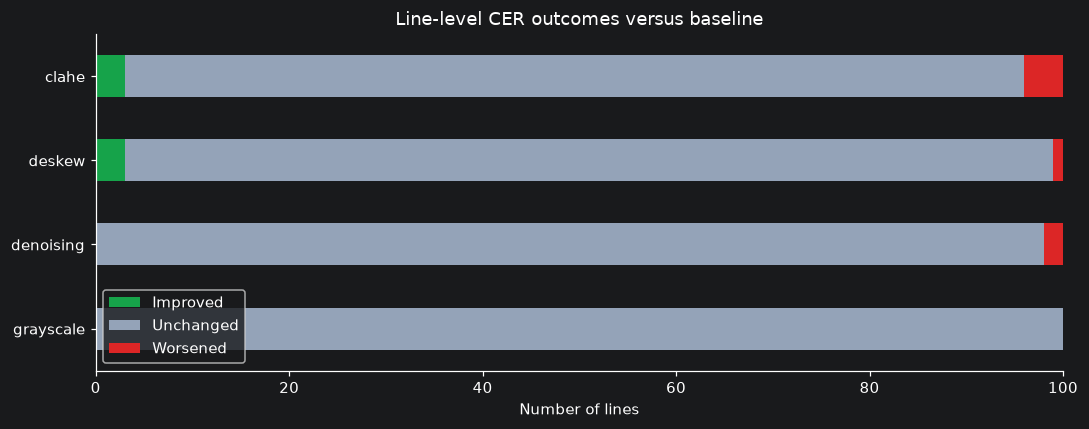 Line-level CER outcomes versus baseline
clahe
deskew
denoising
grayscale
Improved
Unchanged
Worsened
0 20 40 60 80 100
Number of lines